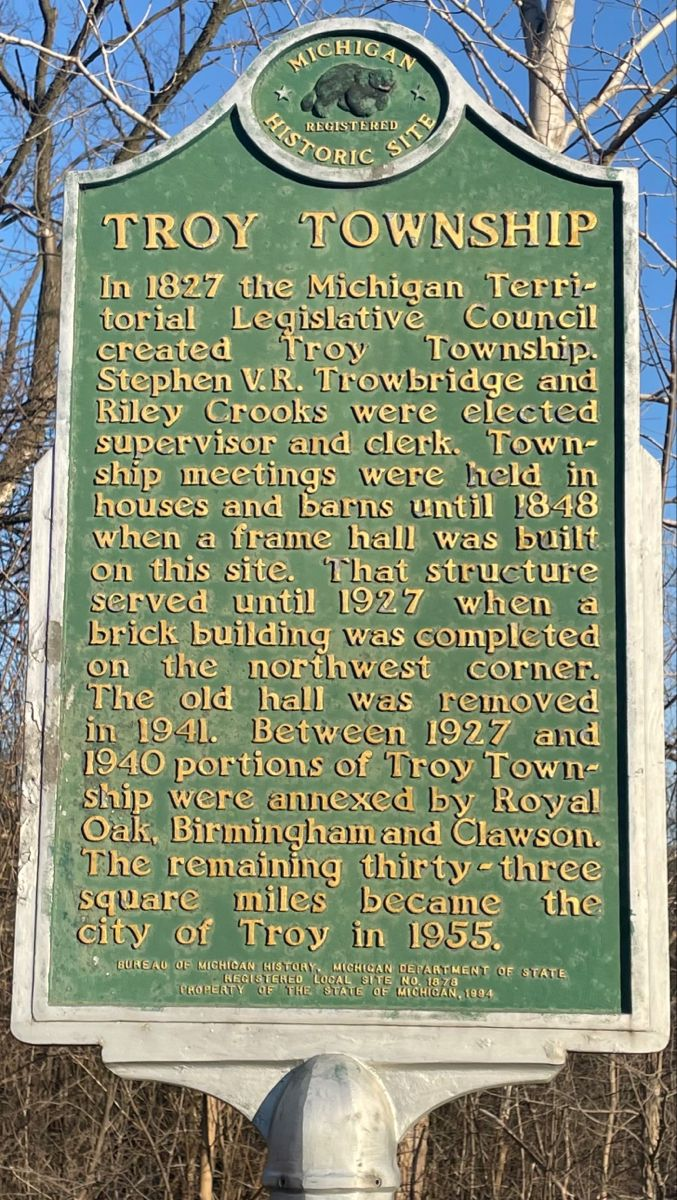 MICHIGAN
REGISTERED
HISTORIC SITE
TROY TOWNSHIP
In 1827 the Michigan Terri-
torial Legislative Council
created Troy Township.
Stephen V.R. Trowbridge and
Riley Crooks were elected
supervisor and clerk. Town-
ship meetings were held in
houses and barns until 1848
when a frame hall was built
on this site. That structure
served until 1927 when a
brick building was completed
on the northwest corner.
The old hall was removed
in 1941. Between 1927 and
1940 portions of Troy Town-
ship were annexed by Royal
Oak, Birmingham and Clawson.
The remaining thirty-three
square miles became the
city of Troy in 1955.
BUREAU OF MICHIGAN HISTORY, MICHIGAN DEPARTMENT OF STATE
REGISTERED LOCAL SITE NO. 1878
PROPERTY OF THE STATE OF MICHIGAN, 1994